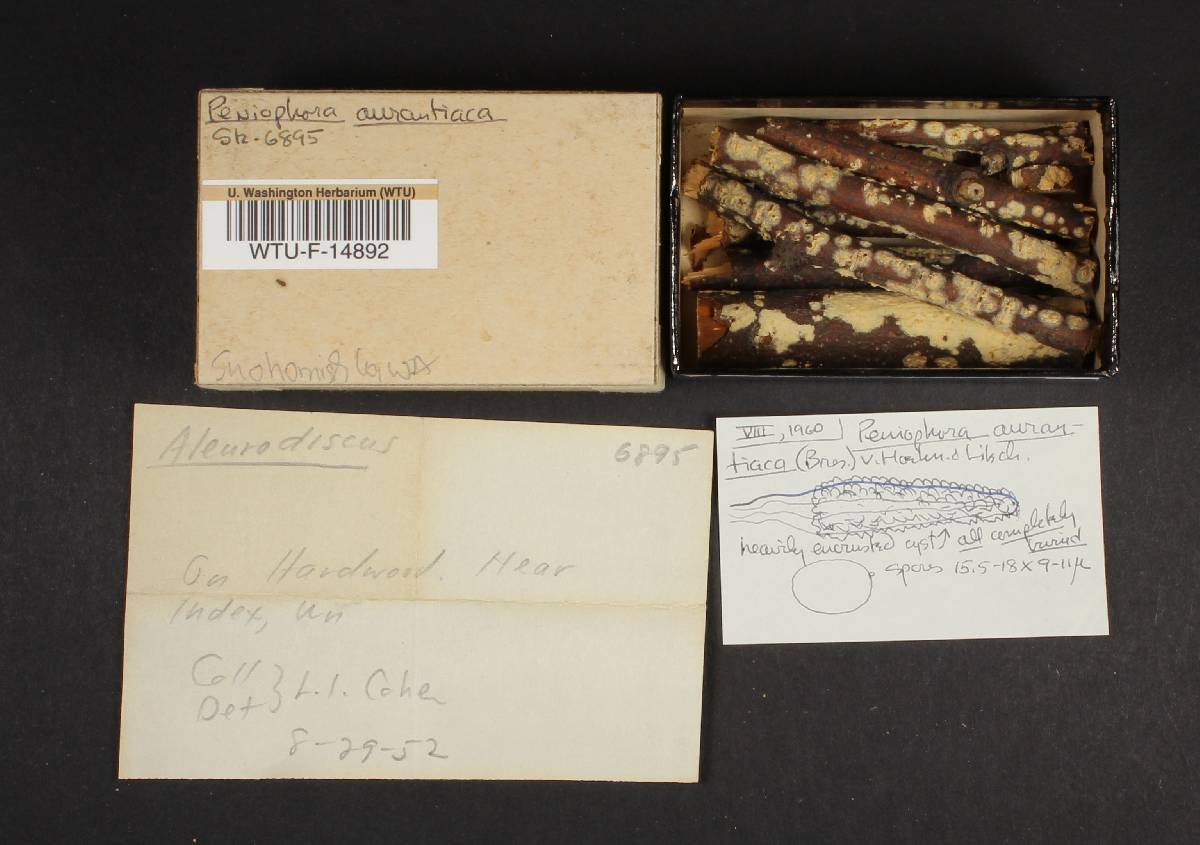 Peniophora aurantiaca
Sk-6895
U. Washington Herbarium (WTU)
WTU-F-14892
Snohomish Co WA
Aleurodiscus 6895
On Hardwood. Near
Index, Wn
Coll } L.I. Cohen
Det
8-29-52
VIII, 1960 Peniophora auran-
tiaca (Bres.) v. Hoehn. & Litsch.
heavily encrusted cyst↑ all completely
buried
spores 15.5-18 x 9-11μ